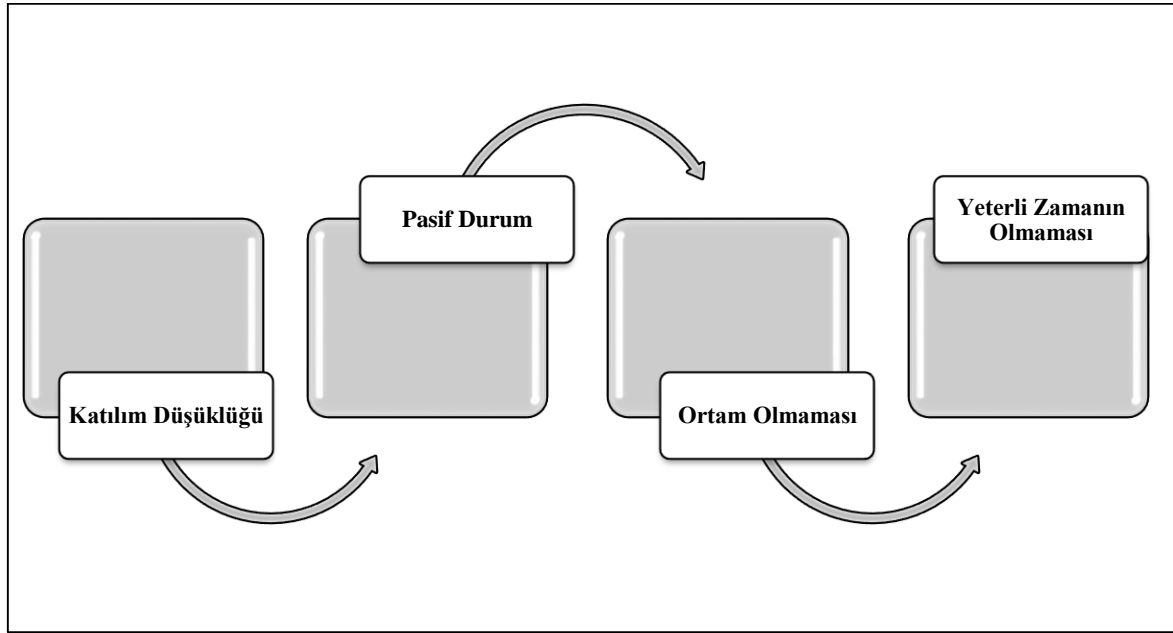 Katılım Düşüklüğü
Pasif Durum
Ortam Olmaması
Yeterli Zamanın
Olmaması